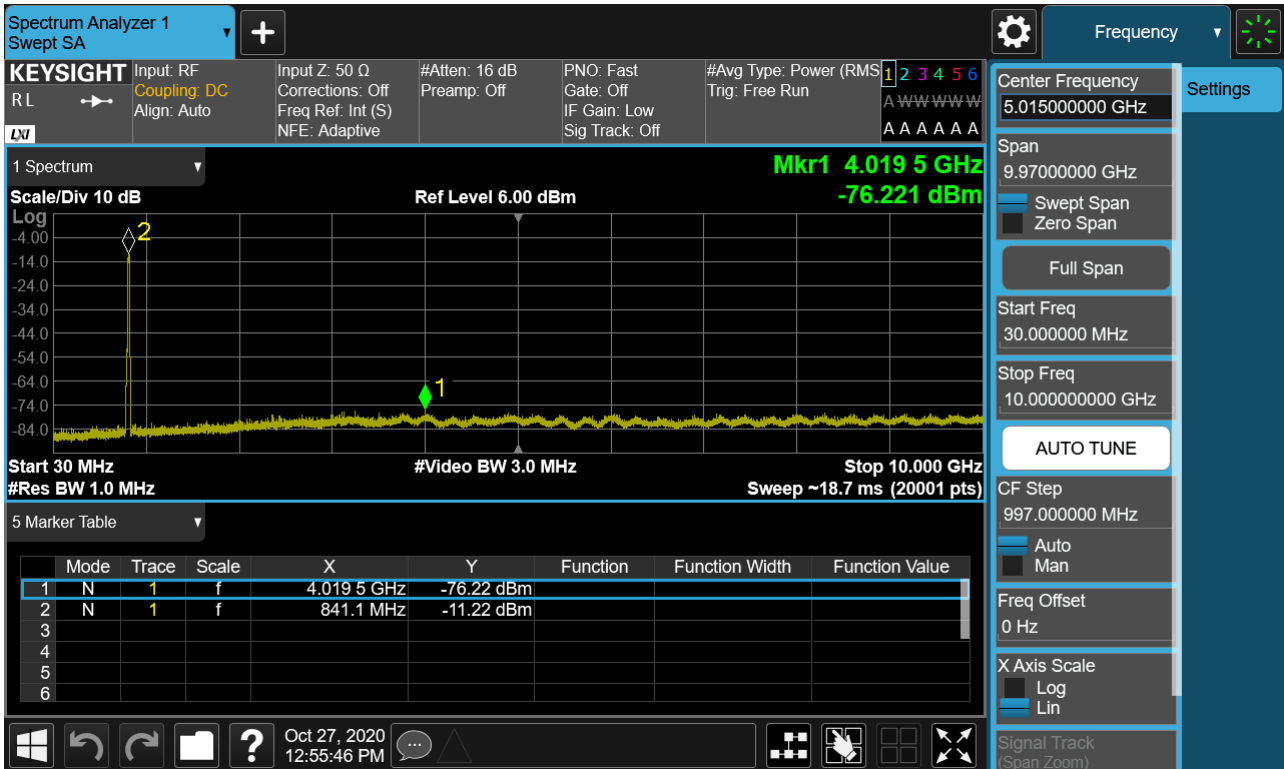 Spectrum Analyzer 1
Swept SA
+
Frequency
KEYSIGHT
RL
LXI
Input: RF
Coupling: DC
Align: Auto
Input Z: 50 Ω
Corrections: Off
Freq Ref: Int (S)
NFE: Adaptive
#Atten: 16 dB
Preamp: Off
PNO: Fast
Gate: Off
IF Gain: Low
Sig Track: Off
#Avg Type: Power (RMS
Trig: Free Run
1 2 3 4 5 6
A W W W W W
A A A A A A
1 Spectrum
Mkr1 4.019 5 GHz
-76.221 dBm
Scale/Div 10 dB
Ref Level 6.00 dBm
Log
-4.00
-14.0
-24.0
-34.0
-44.0
-54.0
-64.0
-74.0
-84.0
2
1
Start 30 MHz
#Video BW 3.0 MHz
Stop 10.000 GHz
#Res BW 1.0 MHz
Sweep ~18.7 ms (20001 pts)
5 Marker Table
Mode Trace Scale X Y Function Function Width Function Value
1 N 1 f 4.019 5 GHz -76.22 dBm
2 N 1 f 841.1 MHz -11.22 dBm
3
4
5
6
?
Oct 27, 2020
12:55:46 PM
Center Frequency
5.015000000 GHz
Settings
Span
9.97000000 GHz
Swept Span
Zero Span
Full Span
Start Freq
30.000000 MHz
Stop Freq
10.000000000 GHz
AUTO TUNE
CF Step
997.000000 MHz
Auto
Man
Freq Offset
0 Hz
X Axis Scale
Log
Lin
Signal Track
(Span Zoom)